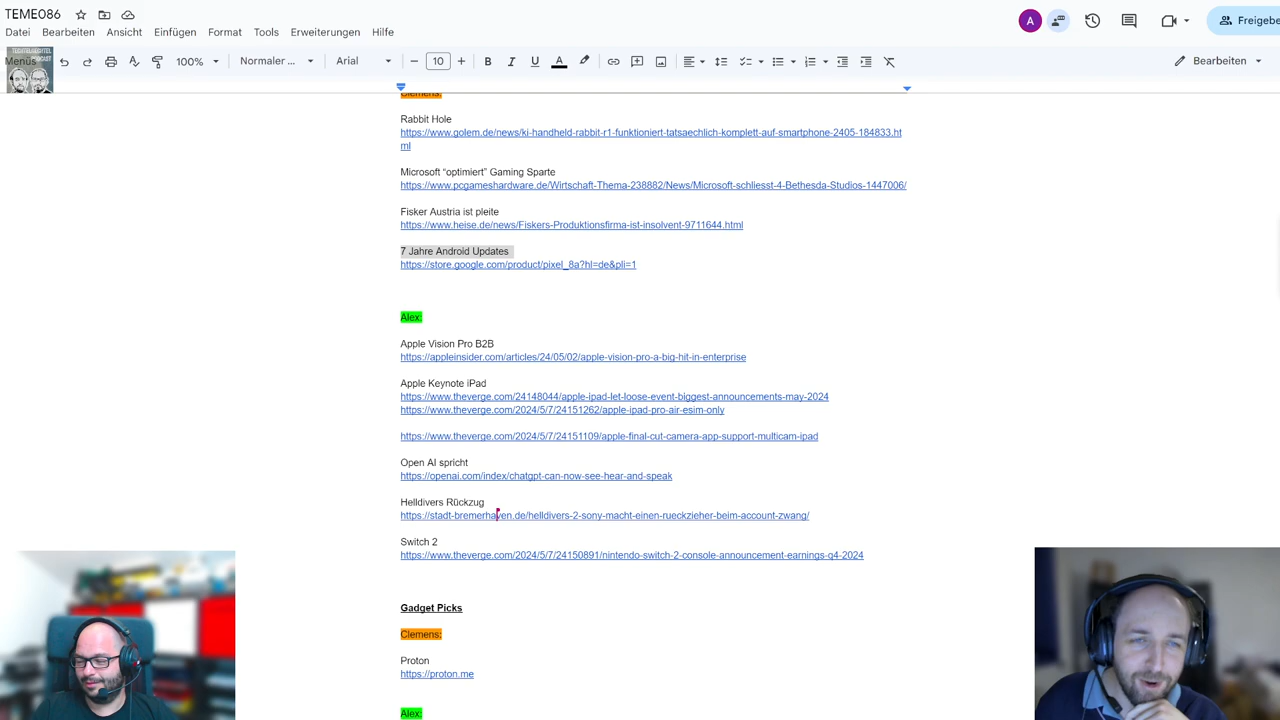 TEME086
Datei Bearbeiten Ansicht Einfügen Format Tools Erweiterungen Hilfe
A
Freigebe
Menüs
100% Normaler ... Arial 10 B I U A
Bearbeiten
Clemens:
Rabbit Hole
https://www.golem.de/news/ki-handheld-rabbit-r1-funktioniert-tatsaechlich-komplett-auf-smartphone-2405-184833.ht
ml
Microsoft “optimiert” Gaming Sparte
https://www.pcgameshardware.de/Wirtschaft-Thema-238882/News/Microsoft-schliesst-4-Bethesda-Studios-1447006/
Fisker Austria ist pleite
https://www.heise.de/news/Fiskers-Produktionsfirma-ist-insolvent-9711644.html
7 Jahre Android Updates
https://store.google.com/product/pixel_8a?hl=de&pli=1
Alex:
Apple Vision Pro B2B
https://appleinsider.com/articles/24/05/02/apple-vision-pro-a-big-hit-in-enterprise
Apple Keynote iPad
https://www.theverge.com/24148044/apple-ipad-let-loose-event-biggest-announcements-may-2024
https://www.theverge.com/2024/5/7/24151262/apple-ipad-pro-air-esim-only
https://www.theverge.com/2024/5/7/24151109/apple-final-cut-camera-app-support-multicam-ipad
Open AI spricht
https://openai.com/index/chatgpt-can-now-see-hear-and-speak
Helldivers Rückzug
https://stadt-bremerhaven.de/helldivers-2-sony-macht-einen-rueckzieher-beim-account-zwang/
Switch 2
https://www.theverge.com/2024/5/7/24150891/nintendo-switch-2-console-announcement-earnings-q4-2024
Gadget Picks
Clemens:
Proton
https://proton.me
Alex: